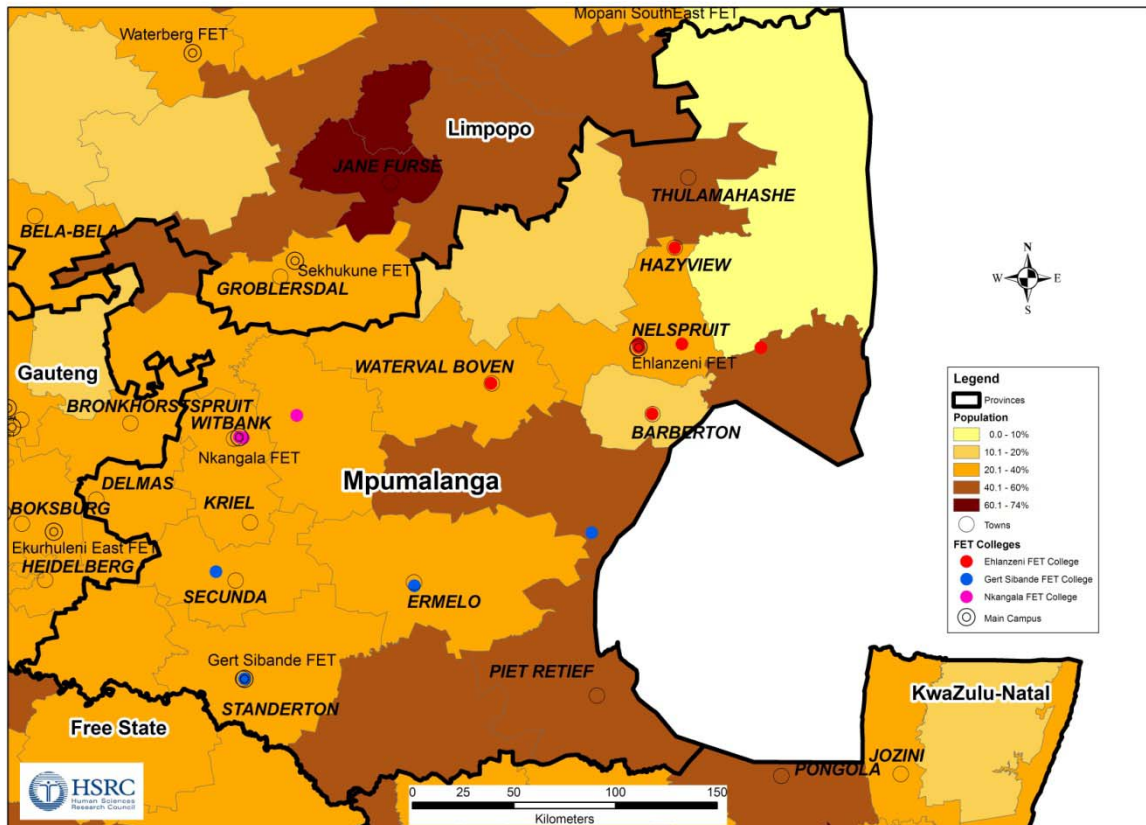 Mopani SouthEast FET
Waterberg FET
Limpopo
JANE FURSE
THULAMAHASHE
BELA-BELA
Sekhukune FET
GROBLERSDAL
HAZYVIEW
NELSPRUIT
Ehlanzeni FET
WATERVAL BOVEN
Gauteng
BRONKHORSTSPRUIT
WITBANK
Nkangala FET
BARBERTON
DELMAS
Mpumalanga
KRIEL
BOKSBURG
Ekurhuleni East FET
HEIDELBERG
SECUNDA
ERMELO
Gert Sibande FET
STANDERTON
PIET RETIEF
Free State
KwaZulu-Natal
JOZINI
PONGOLA
N
W E
S
Legend
Provinces
Population
0.0 - 10%
10.1 - 20%
20.1 - 40%
40.1 - 60%
60.1 - 74%
Towns
FET Colleges
Ehlanzeni FET College
Gert Sibande FET College
Nkangala FET College
Main Campus
HSRC
Human Sciences
Research Council
0 25 50 100 150
Kilometers